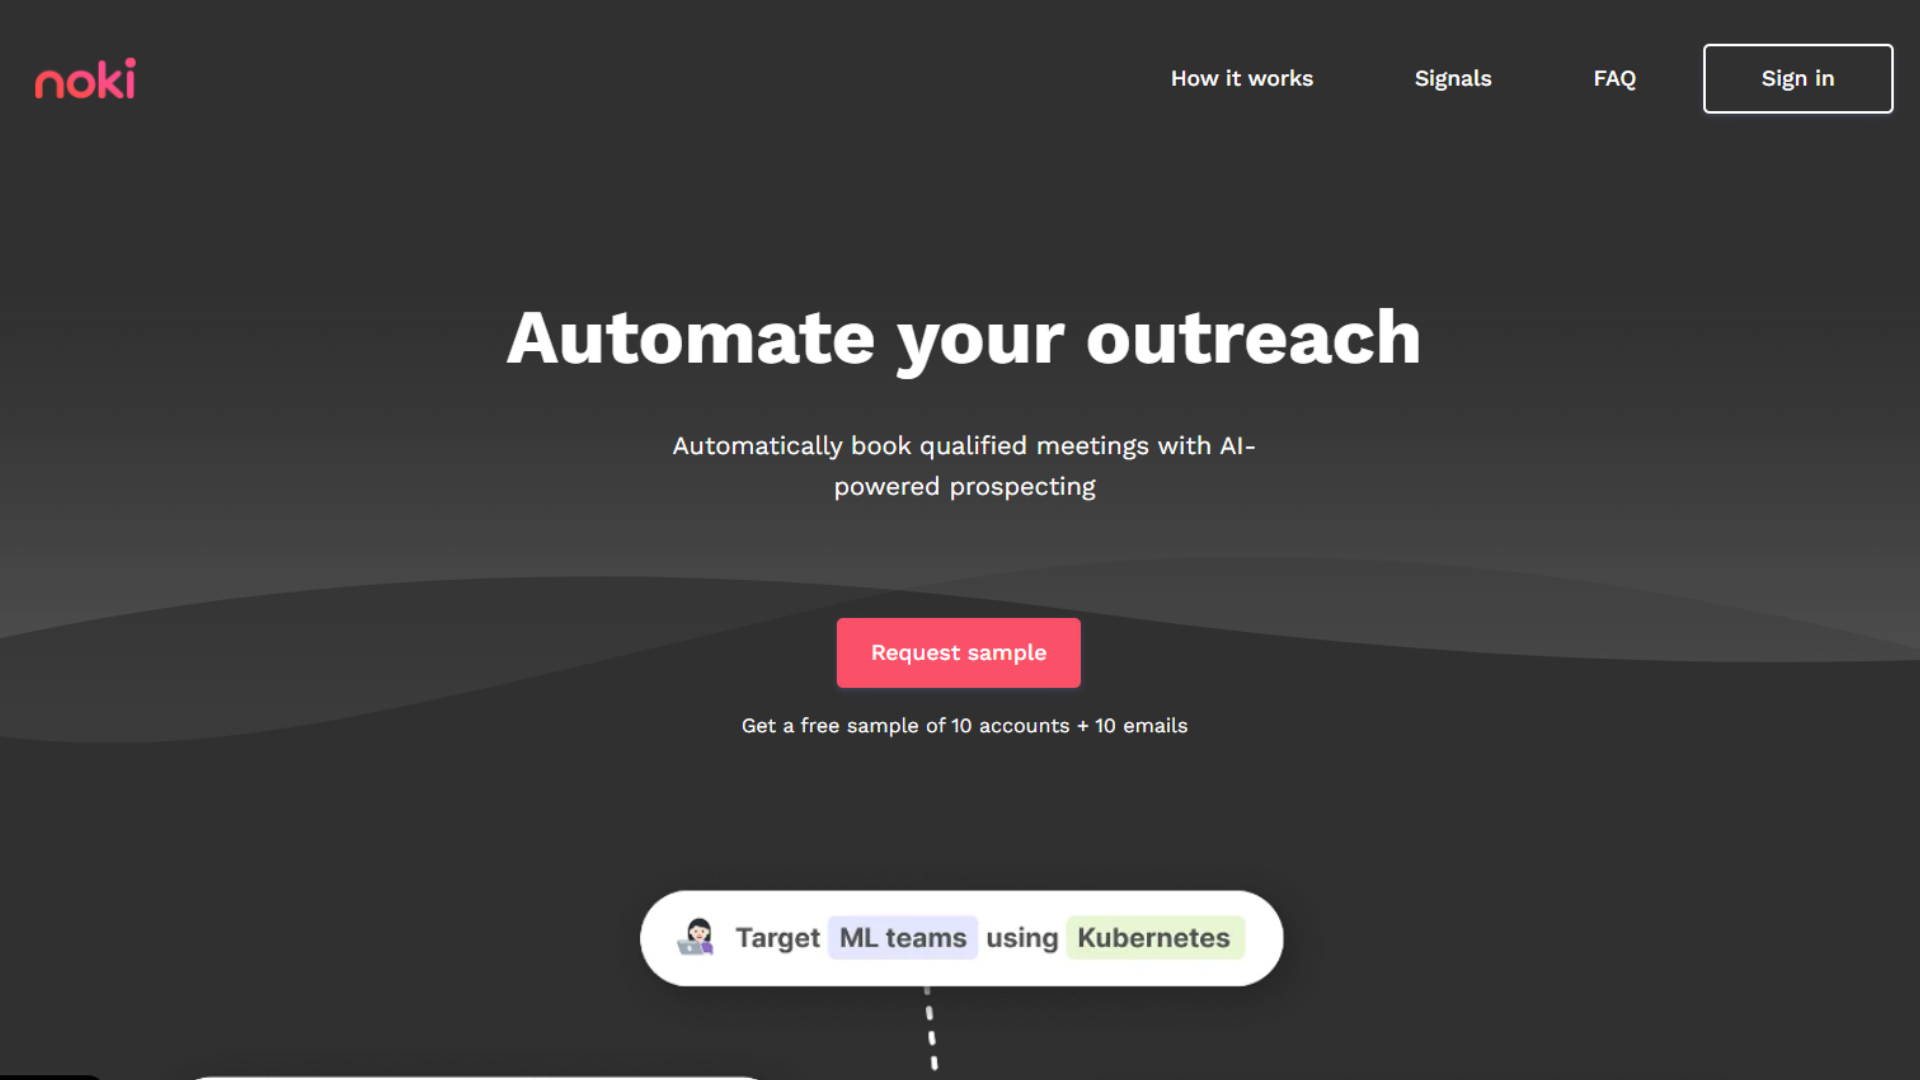 noki
How it works
Signals
FAQ
Sign in
Automate your outreach
Automatically book qualified meetings with AI-
powered prospecting
Request sample
Get a free sample of 10 accounts + 10 emails
Target ML teams using Kubernetes